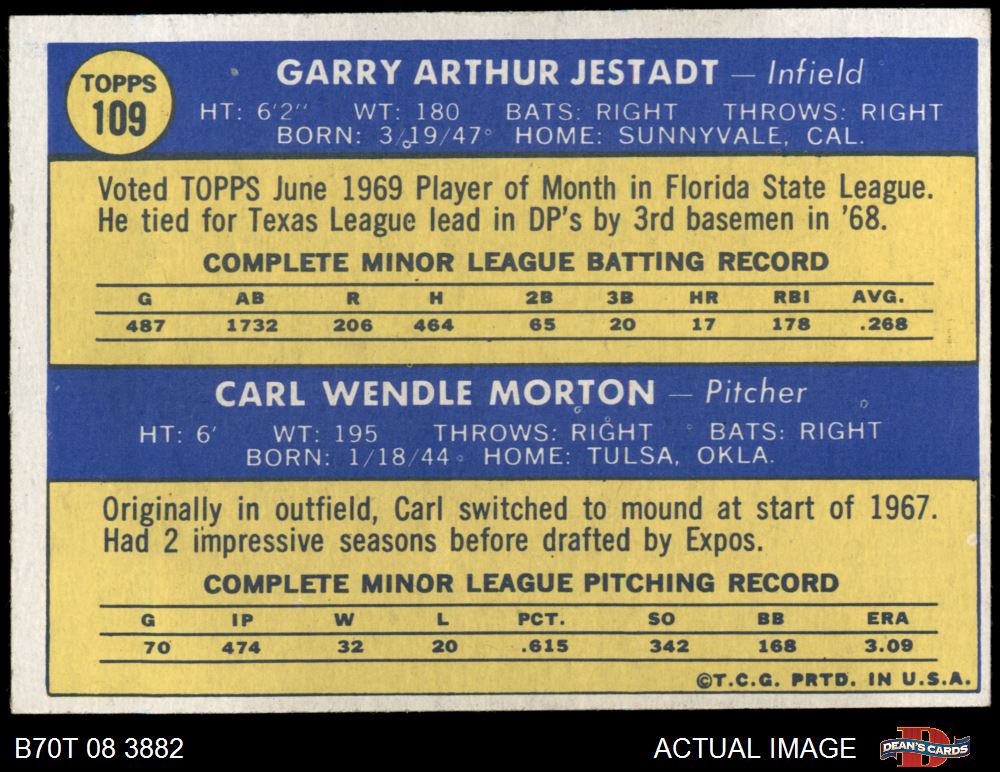 TOPPS
109
GARRY ARTHUR JESTADT — Infield
HT: 6'2" WT: 180 BATS: RIGHT THROWS: RIGHT
BORN: 3/19/47 HOME: SUNNYVALE, CAL.
Voted TOPPS June 1969 Player of Month in Florida State League.
He tied for Texas League lead in DP's by 3rd basemen in '68.
COMPLETE MINOR LEAGUE BATTING RECORD
G AB R H 2B 3B HR RBI AVG.
487 1732 206 464 65 20 17 178 .268
CARL WENDLE MORTON — Pitcher
HT: 6' WT: 195 THROWS: RIGHT BATS: RIGHT
BORN: 1/18/44 HOME: TULSA, OKLA.
Originally in outfield, Carl switched to mound at start of 1967.
Had 2 impressive seasons before drafted by Expos.
COMPLETE MINOR LEAGUE PITCHING RECORD
G IP W L PCT. SO BB ERA
70 474 32 20 .615 342 168 3.09
©T.C.G. PRTD. IN U.S.A.
B70T 08 3882 ACTUAL IMAGE D DEAN'S CARDS